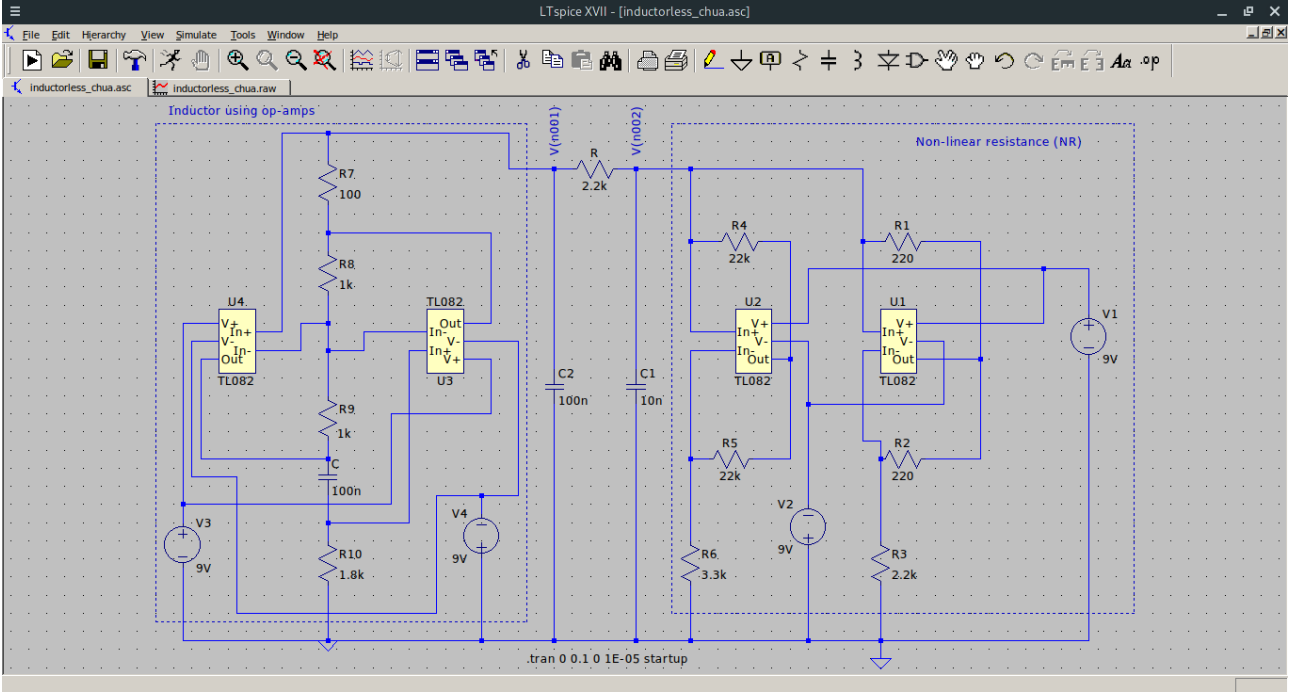 LTspice XVII - [inductorless_chua.asc]
File Edit Hierarchy View Simulate Tools Window Help
inductorless_chua.asc
inductorless_chua.raw
Inductor using op-amps
V(n001)
V(n002)
Non-linear resistance (NR)
R
2.2k
R7
100
R8
1k
R9
1k
C
100n
R10
1.8k
U4
V+
In+
V-
In-
Out
TL082
TL082
Out
In-
V-
In+
V+
U3
V3
9V
V4
9V
C2
100n
C1
10n
R4
22k
R1
220
U2
V+
In+
V-
In-
Out
TL082
U1
V+
In+
V-
In-
Out
TL082
V1
9V
R5
22k
R2
220
V2
9V
R6
3.3k
R3
2.2k
.tran 0 0.1 0 1E-05 startup